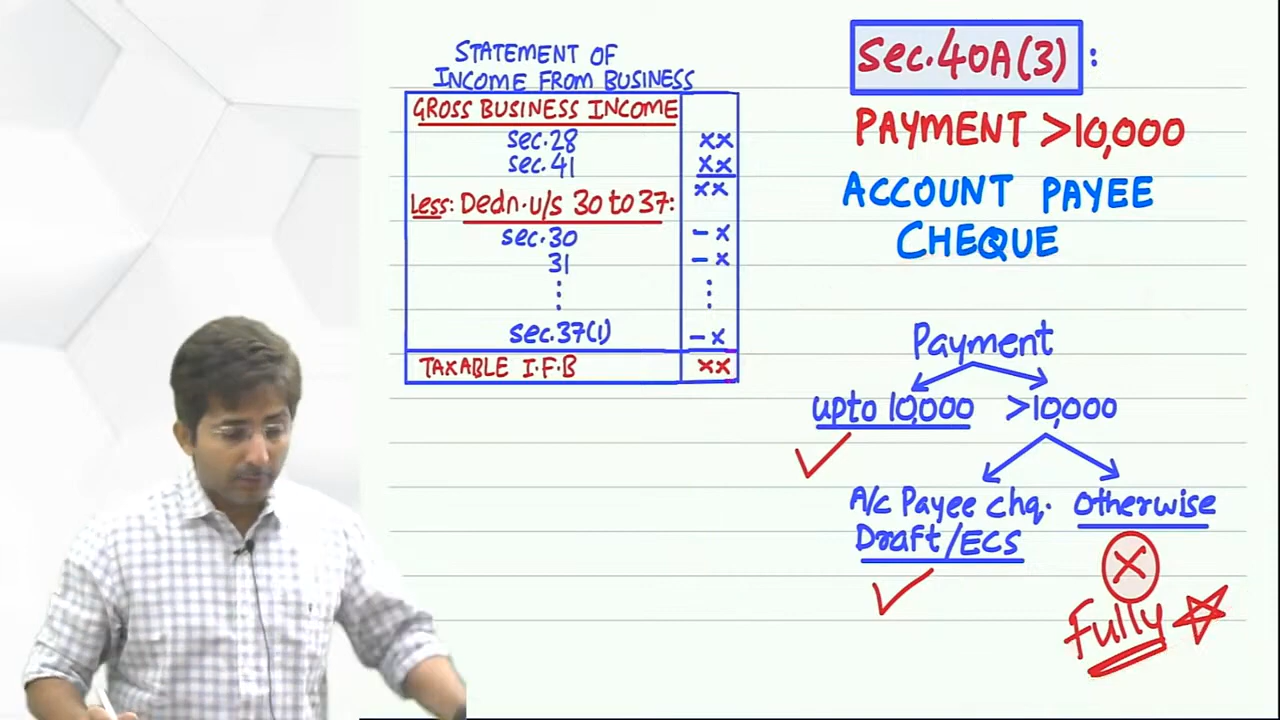 STATEMENT OF
INCOME FROM BUSINESS
GROSS BUSINESS INCOME
sec.28 xx
sec.41 xx
xx
Less: Dedn.u/s 30 to 37:
sec.30 -x
31 -x
⋮ ⋮
sec.37(1) -x
TAXABLE I.F.B xx
Sec.40A(3) :
PAYMENT >10,000
ACCOUNT PAYEE
CHEQUE
Payment
upto 10,000 >10,000
A/c Payee chq. otherwise
Draft/ECS
Fully